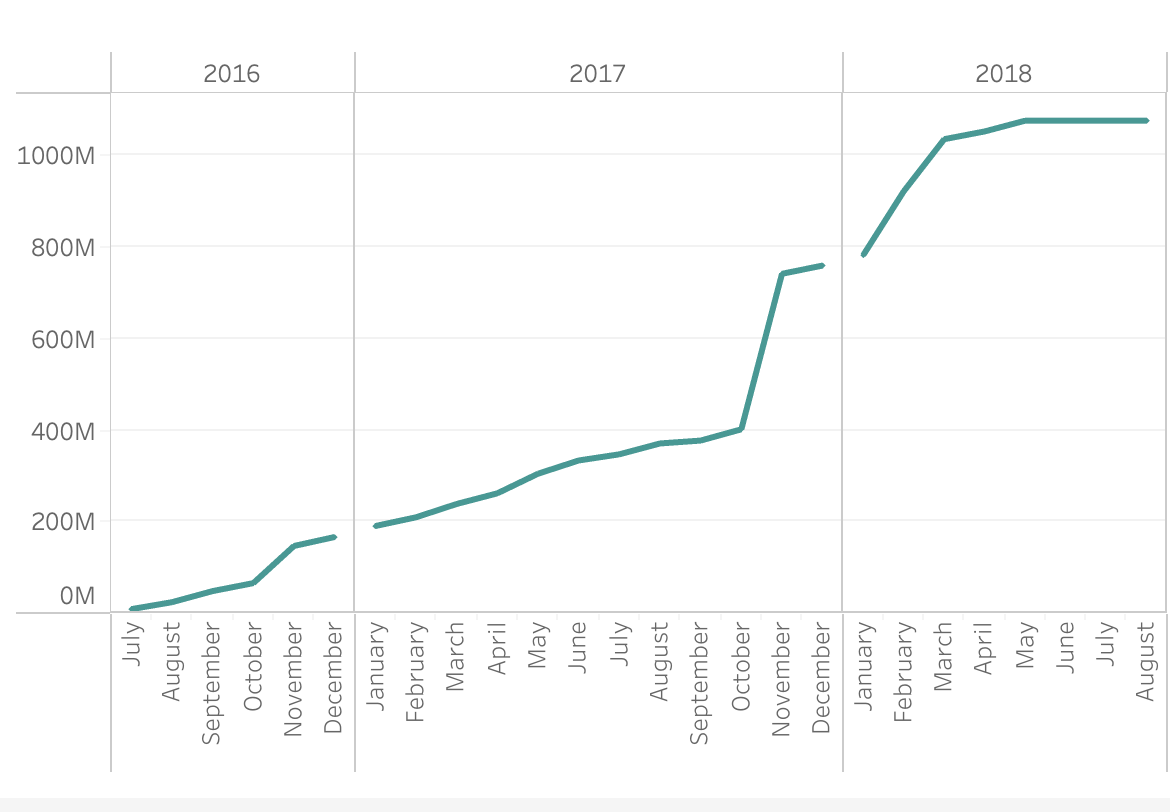 2016 2017 2018
1000M
800M
600M
400M
200M
0M
July
August
September
October
November
December
January
February
March
April
May
June
July
August
September
October
November
December
January
February
March
April
May
June
July
August